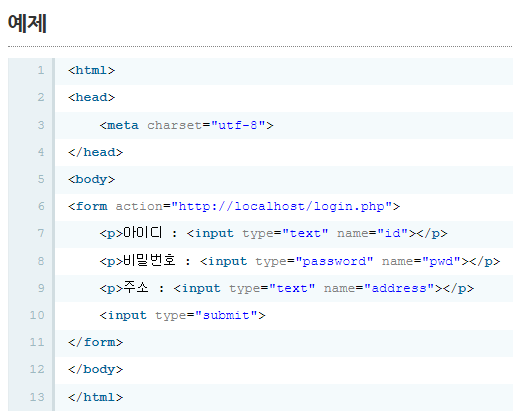 예제
1 <html>
2 <head>
3 <meta charset="utf-8">
4 </head>
5 <body>
6 <form action="http://localhost/login.php">
7 <p>아이디 : <input type="text" name="id"></p>
8 <p>비밀번호 : <input type="password" name="pwd"></p>
9 <p>주소 : <input type="text" name="address"></p>
10 <input type="submit">
11 </form>
12 </body>
13 </html>